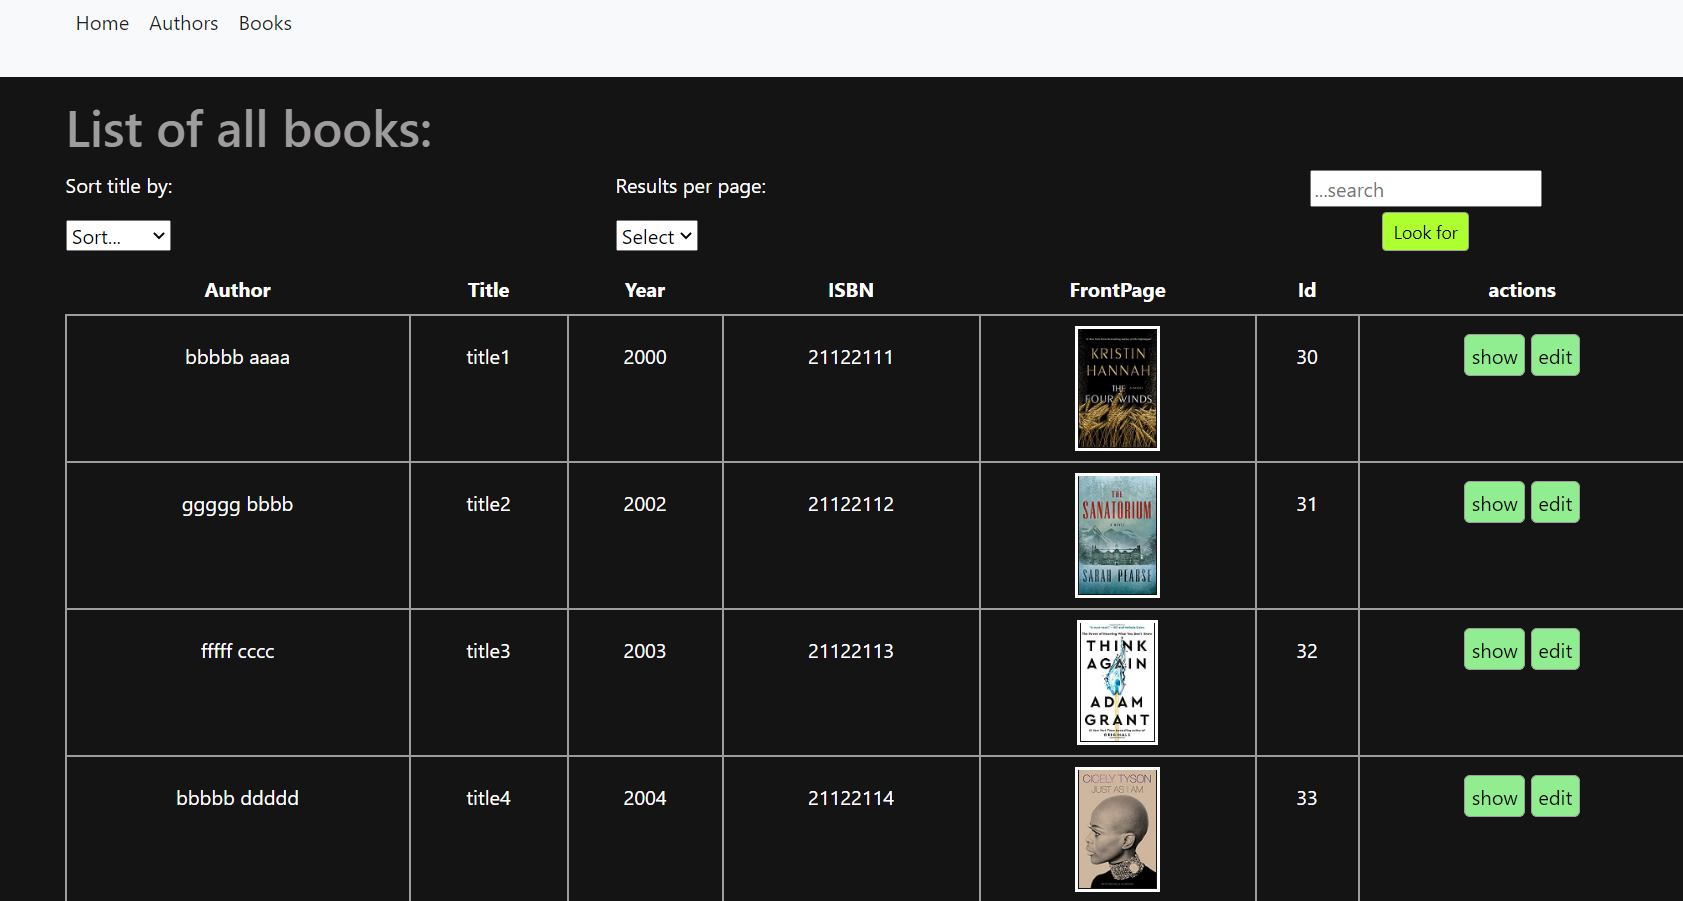 Home Authors Books
List of all books:
Sort title by: Results per page: ...search
Sort... Select Look for
Author Title Year ISBN FrontPage Id actions
bbbbb aaaa title1 2000 21122111 30 show edit
KRISTIN
HANNAH
THE
FOUR WINDS
ggggg bbbb title2 2002 21122112 31 show edit
THE
SANATORIUM
SARAH PEARSE
fffff cccc title3 2003 21122113 32 show edit
THINK
AGAIN
ADAM
GRANT
bbbbb ddddd title4 2004 21122114 33 show edit
CICELY TYSON
JUST AS I AM